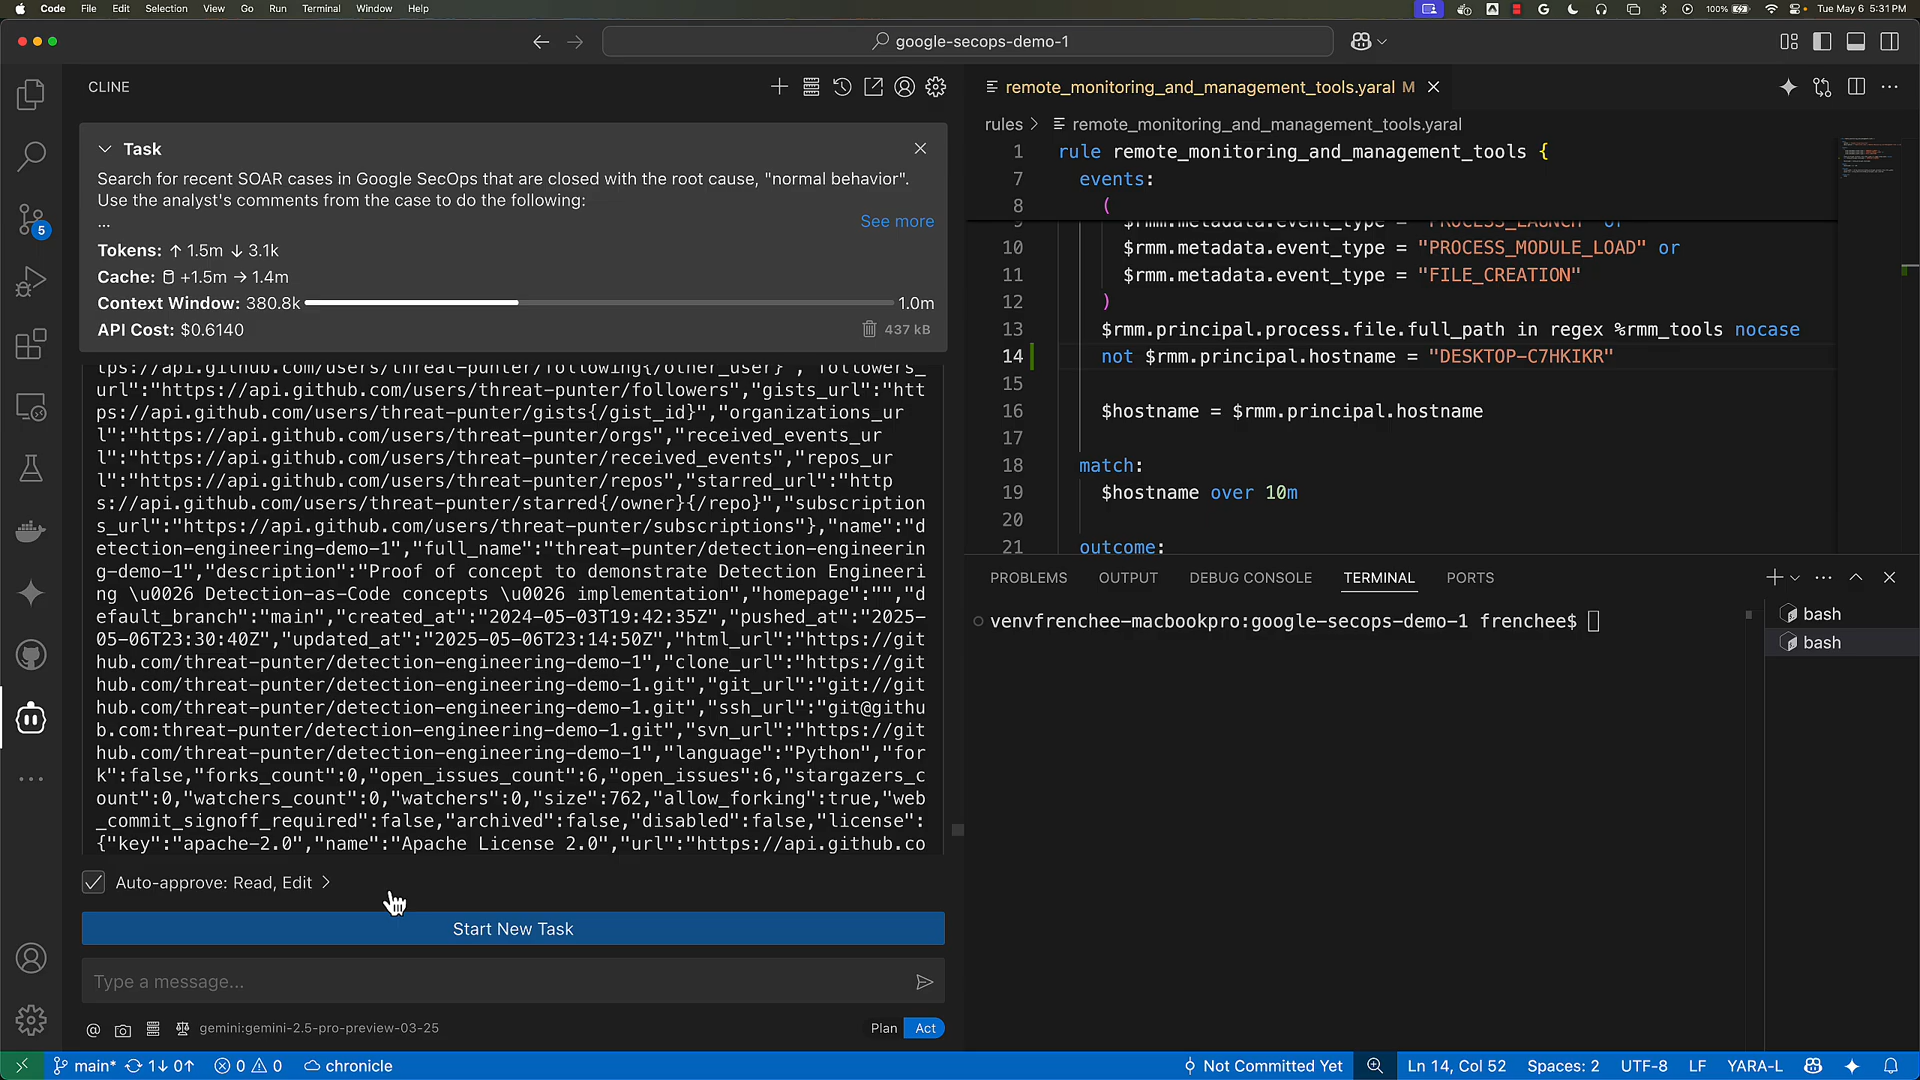 Code File Edit Selection View Go Run Terminal Window Help
100% Tue May 6 5:31 PM
google-secops-demo-1
CLINE
Task
Search for recent SOAR cases in Google SecOps that are closed with the root cause, "normal behavior".
Use the analyst's comments from the case to do the following:
...
See more
Tokens: ↑ 1.5m ↓ 3.1k
Cache: +1.5m → 1.4m
Context Window: 380.8k 1.0m
API Cost: $0.6140 437 kB
tps://api.github.com/users/threat-punter/following{/other_user}","followers_
url":"https://api.github.com/users/threat-punter/followers","gists_url":"htt
ps://api.github.com/users/threat-punter/gists{/gist_id}","organizations_ur
l":"https://api.github.com/users/threat-punter/orgs","received_events_ur
l":"https://api.github.com/users/threat-punter/received_events","repos_ur
l":"https://api.github.com/users/threat-punter/repos","starred_url":"http
s://api.github.com/users/threat-punter/starred{/owner}{/repo}","subscription
s_url":"https://api.github.com/users/threat-punter/subscriptions"},"name":"d
etection-engineering-demo-1","full_name":"threat-punter/detection-engineerin
g-demo-1","description":"Proof of concept to demonstrate Detection Engineeri
ng \u0026 Detection-as-Code concepts \u0026 implementation","homepage":"","d
efault_branch":"main","created_at":"2024-05-03T19:42:35Z","pushed_at":"2025-
05-06T23:30:40Z","updated_at":"2025-05-06T23:14:50Z","html_url":"https://git
hub.com/threat-punter/detection-engineering-demo-1","clone_url":"https://git
hub.com/threat-punter/detection-engineering-demo-1.git","git_url":"git://git
hub.com/threat-punter/detection-engineering-demo-1.git","ssh_url":"git@githu
b.com:threat-punter/detection-engineering-demo-1.git","svn_url":"https://git
hub.com/threat-punter/detection-engineering-demo-1","language":"Python","for
k":false,"forks_count":0,"open_issues_count":6,"open_issues":6,"stargazers_c
ount":0,"watchers_count":0,"watchers":0,"size":762,"allow_forking":true,"web
_commit_signoff_required":false,"archived":false,"disabled":false,"license":
{"key":"apache-2.0","name":"Apache License 2.0","url":"https://api.github.co
Auto-approve: Read, Edit >
Start New Task
Type a message...
@ gemini:gemini-2.5-pro-preview-03-25 Plan Act
5
remote_monitoring_and_management_tools.yaral M
rules > remote_monitoring_and_management_tools.yaral
1 rule remote_monitoring_and_management_tools {
7 events:
8 (
9 $rmm.metadata.event_type = "PROCESS_LAUNCH" or
10 $rmm.metadata.event_type = "PROCESS_MODULE_LOAD" or
11 $rmm.metadata.event_type = "FILE_CREATION"
12 )
13 $rmm.principal.process.file.full_path in regex %rmm_tools nocase
14 not $rmm.principal.hostname = "DESKTOP-C7HKIKR"
15
16 $hostname = $rmm.principal.hostname
17
18 match:
19 $hostname over 10m
20
21 outcome:
PROBLEMS OUTPUT DEBUG CONSOLE TERMINAL PORTS
venvfrenchee-macbookpro:google-secops-demo-1 frenchee$
bash
bash
main* 1↓ 0↑ 0 0 chronicle
Not Committed Yet Ln 14, Col 52 Spaces: 2 UTF-8 LF YARA-L